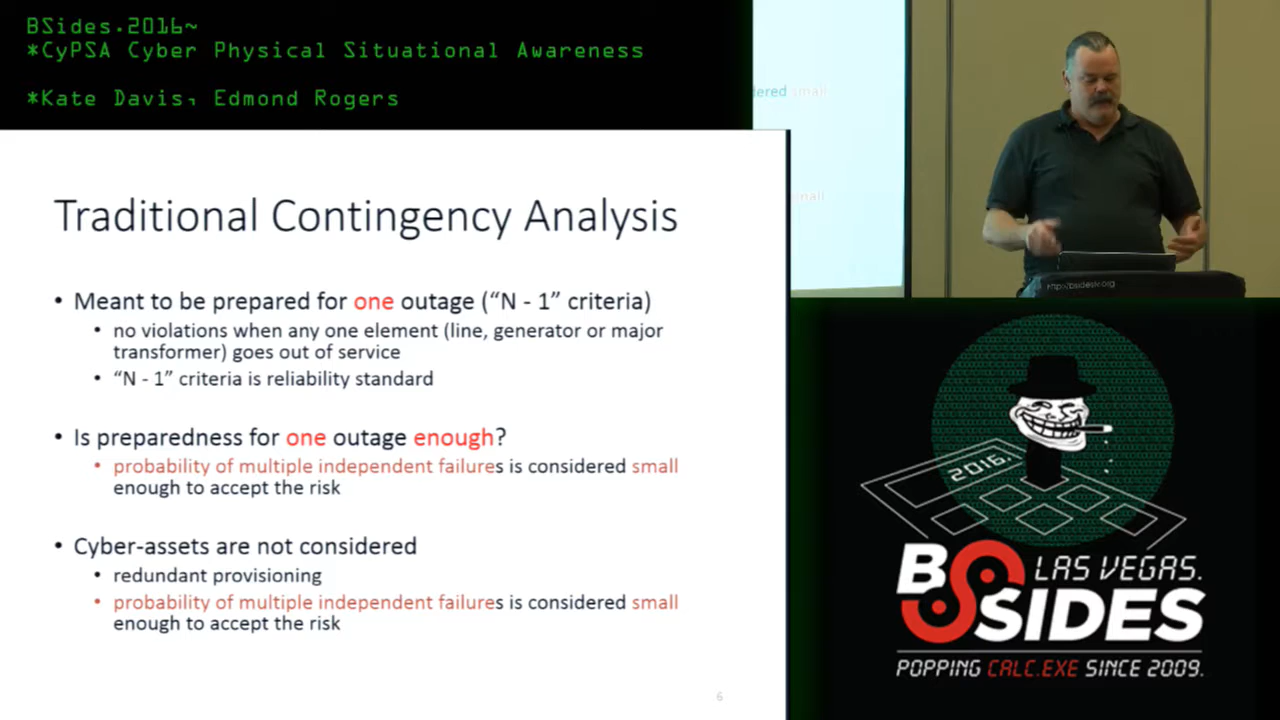 BSides.2016~
*CyPSA Cyber Physical Situational Awareness
*Kate Davis, Edmond Rogers
dered small
small
Traditional Contingency Analysis
• Meant to be prepared for one outage (“N - 1” criteria)
• no violations when any one element (line, generator or major
transformer) goes out of service
• “N - 1” criteria is reliability standard
• Is preparedness for one outage enough?
• probability of multiple independent failures is considered small
enough to accept the risk
• Cyber-assets are not considered
• redundant provisioning
• probability of multiple independent failures is considered small
enough to accept the risk
6
2016.
BSIDES
LAS VEGAS.
POPPING CALC.EXE SINCE 2009.